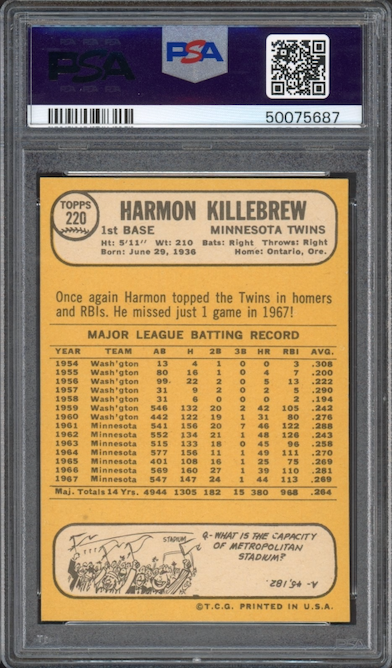 PSA
PSA
50075687
TOPPS
220
HARMON KILLEBREW
1st BASE MINNESOTA TWINS
Ht: 5'11" Wt: 210 Bats: Right Throws: Right
Born: June 29, 1936 Home: Ontario, Ore.
Once again Harmon topped the Twins in homers
and RBIs. He missed just 1 game in 1967!
MAJOR LEAGUE BATTING RECORD
YEAR TEAM AB H 2B 3B HR RBI AVG.
1954 Wash'gton 13 4 1 0 0 3 .308
1955 Wash'gton 80 16 1 0 4 7 .200
1956 Wash'gton 99 22 2 0 5 13 .222
1957 Wash'gton 31 9 2 0 2 5 .290
1958 Wash'gton 31 6 0 0 0 2 .194
1959 Wash'gton 546 132 20 2 42 105 .242
1960 Wash'gton 442 122 19 1 31 80 .276
1961 Minnesota 541 156 20 7 46 122 .288
1962 Minnesota 552 134 21 1 48 126 .243
1963 Minnesota 515 133 18 0 45 96 .258
1964 Minnesota 577 156 11 1 49 111 .270
1965 Minnesota 401 108 16 1 25 75 .269
1966 Minnesota 569 160 27 1 39 110 .281
1967 Minnesota 547 147 24 1 44 113 .269
Maj. Totals 14 Yrs. 4944 1305 182 15 380 968 .264
STADIUM
Q- WHAT IS THE CAPACITY
OF METROPOLITAN
STADIUM?
A- 45,182.
©T.C.G. PRINTED IN U.S.A.